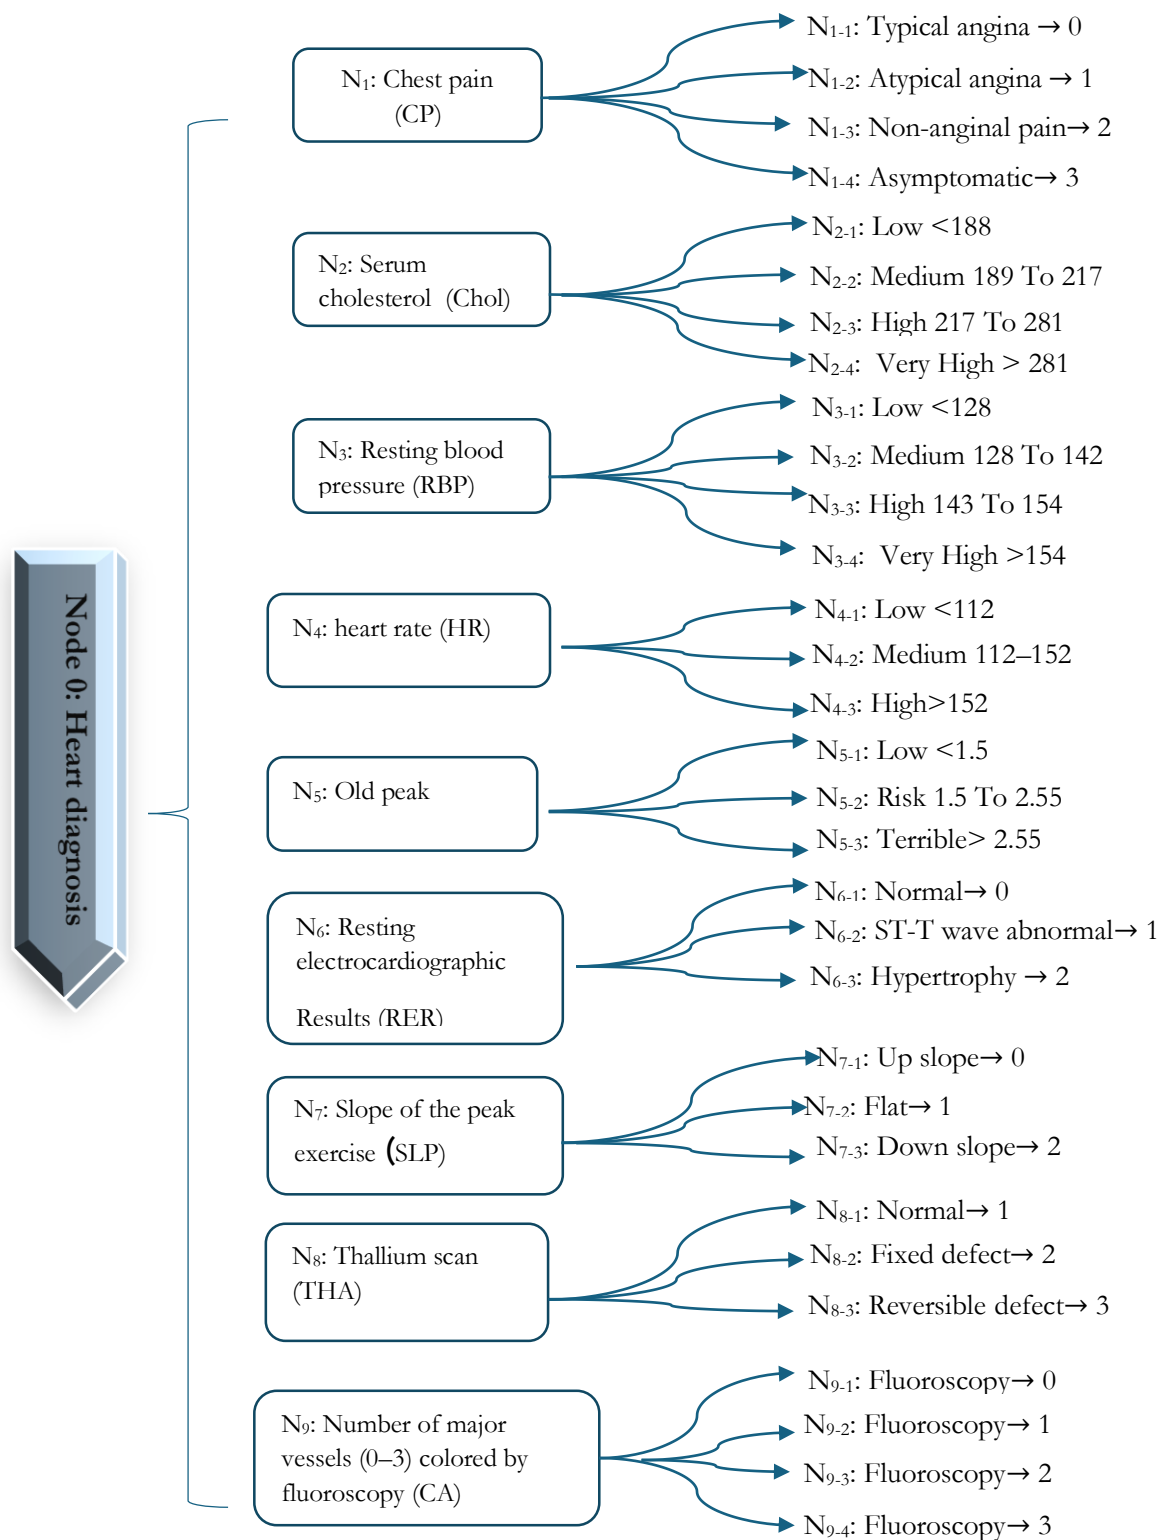 Node 0: Heart diagnosis
N1: Chest pain
(CP)
N1-1: Typical angina → 0
N1-2: Atypical angina → 1
N1-3: Non-anginal pain→ 2
N1-4: Asymptomatic→ 3
N2: Serum
cholesterol (Chol)
N2-1: Low <188
N2-2: Medium 189 To 217
N2-3: High 217 To 281
N2-4: Very High > 281
N3: Resting blood
pressure (RBP)
N3-1: Low <128
N3-2: Medium 128 To 142
N3-3: High 143 To 154
N3-4: Very High >154
N4: heart rate (HR)
N4-1: Low <112
N4-2: Medium 112–152
N4-3: High>152
N5: Old peak
N5-1: Low <1.5
N5-2: Risk 1.5 To 2.55
N5-3: Terrible> 2.55
N6: Resting
electrocardiographic
Results (RER)
N6-1: Normal→ 0
N6-2: ST-T wave abnormal→ 1
N6-3: Hypertrophy → 2
N7: Slope of the peak
exercise (SLP)
N7-1: Up slope→ 0
N7-2: Flat→ 1
N7-3: Down slope→ 2
N8: Thallium scan
(THA)
N8-1: Normal→ 1
N8-2: Fixed defect→ 2
N8-3: Reversible defect→ 3
N9: Number of major
vessels (0–3) colored by
fluoroscopy (CA)
N9-1: Fluoroscopy→ 0
N9-2: Fluoroscopy→ 1
N9-3: Fluoroscopy→ 2
N9-4: Fluoroscopy→ 3